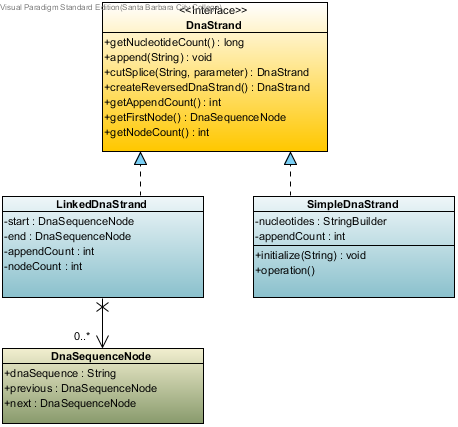 Visual Paradigm Standard Edition(Santa Barbara City College)
<<Interface>>
DnaStrand
+getNucleotideCount() : long
+append(String) : void
+cutSplice(String, parameter) : DnaStrand
+createReversedDnaStrand() : DnaStrand
+getAppendCount() : int
+getFirstNode() : DnaSequenceNode
+getNodeCount() : int
LinkedDnaStrand
-start : DnaSequenceNode
-end : DnaSequenceNode
-appendCount : int
-nodeCount : int
SimpleDnaStrand
-nucleotides : StringBuilder
-appendCount : int
+initialize(String) : void
+operation()
0..*
DnaSequenceNode
+dnaSequence : String
+previous : DnaSequenceNode
+next : DnaSequenceNode